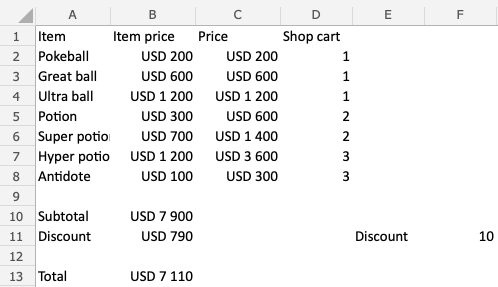 A B C D E F
1 Item Item price Price Shop cart
2 Pokeball USD 200 USD 200 1
3 Great ball USD 600 USD 600 1
4 Ultra ball USD 1 200 USD 1 200 1
5 Potion USD 300 USD 600 2
6 Super potio USD 700 USD 1 400 2
7 Hyper potio USD 1 200 USD 3 600 3
8 Antidote USD 100 USD 300 3
9
10 Subtotal USD 7 900
11 Discount USD 790 Discount 10
12
13 Total USD 7 110